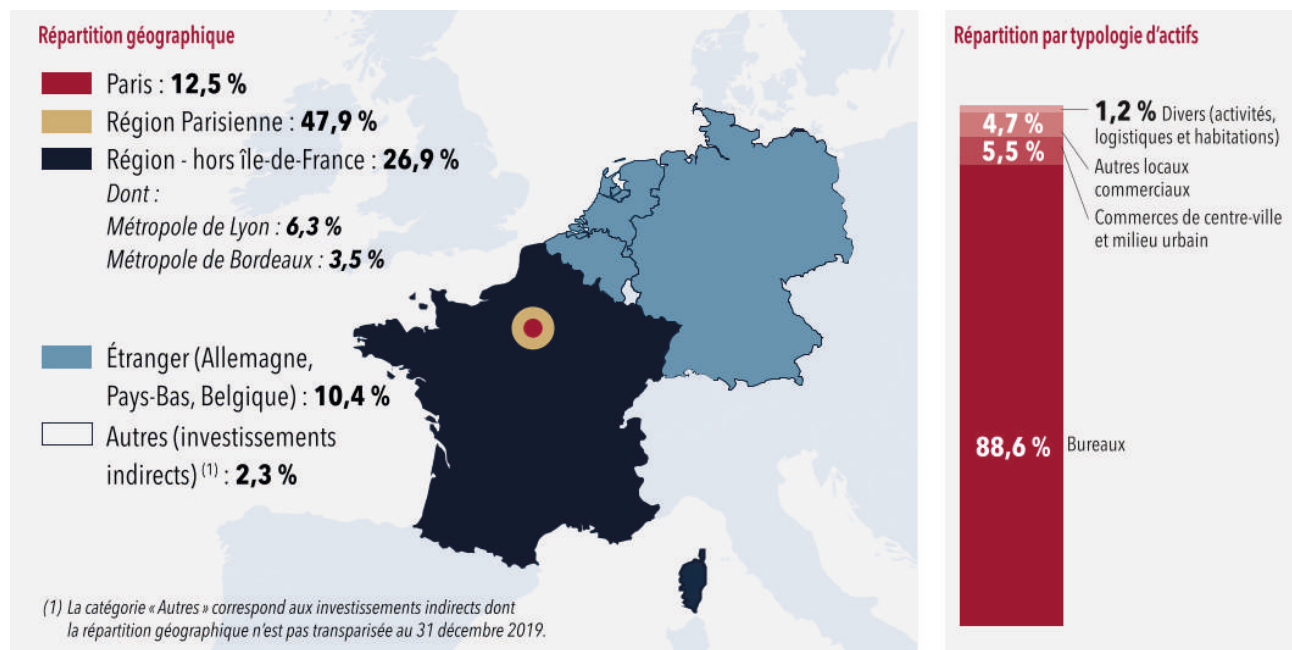 Répartition géographique
Paris : 12,5 %
Région Parisienne : 47,9 %
Région - hors île-de-France : 26,9 %
Dont :
Métropole de Lyon : 6,3 %
Métropole de Bordeaux : 3,5 %
Étranger (Allemagne,
Pays-Bas, Belgique) : 10,4 %
Autres (investissements
indirects) (1) : 2,3 %
(1) La catégorie « Autres » correspond aux investissements indirects dont
la répartition géographique n'est pas transparisée au 31 décembre 2019.
Répartition par typologie d'actifs
1,2 % Divers (activités,
logistiques et habitations)
4,7 %
Autres locaux
commerciaux
5,5 %
Commerces de centre-ville
et milieu urbain
88,6 % Bureaux